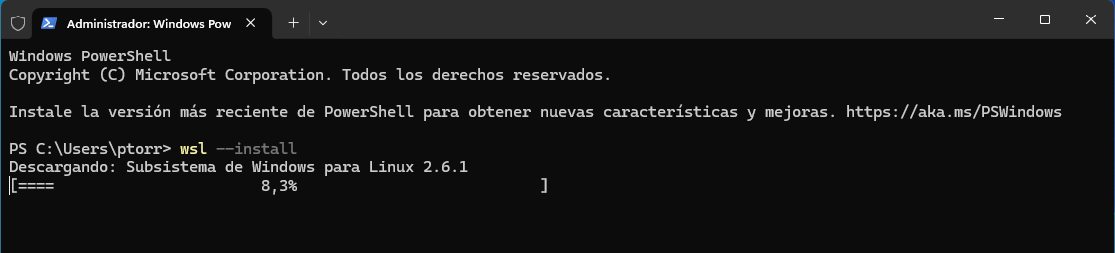 Administrador: Windows Pow
Windows PowerShell
Copyright (C) Microsoft Corporation. Todos los derechos reservados.
Instale la versión más reciente de PowerShell para obtener nuevas características y mejoras. https://aka.ms/PSWindows
PS C:\Users\ptorr> wsl --install
Descargando: Subsistema de Windows para Linux 2.6.1
[==== 8,3% ]